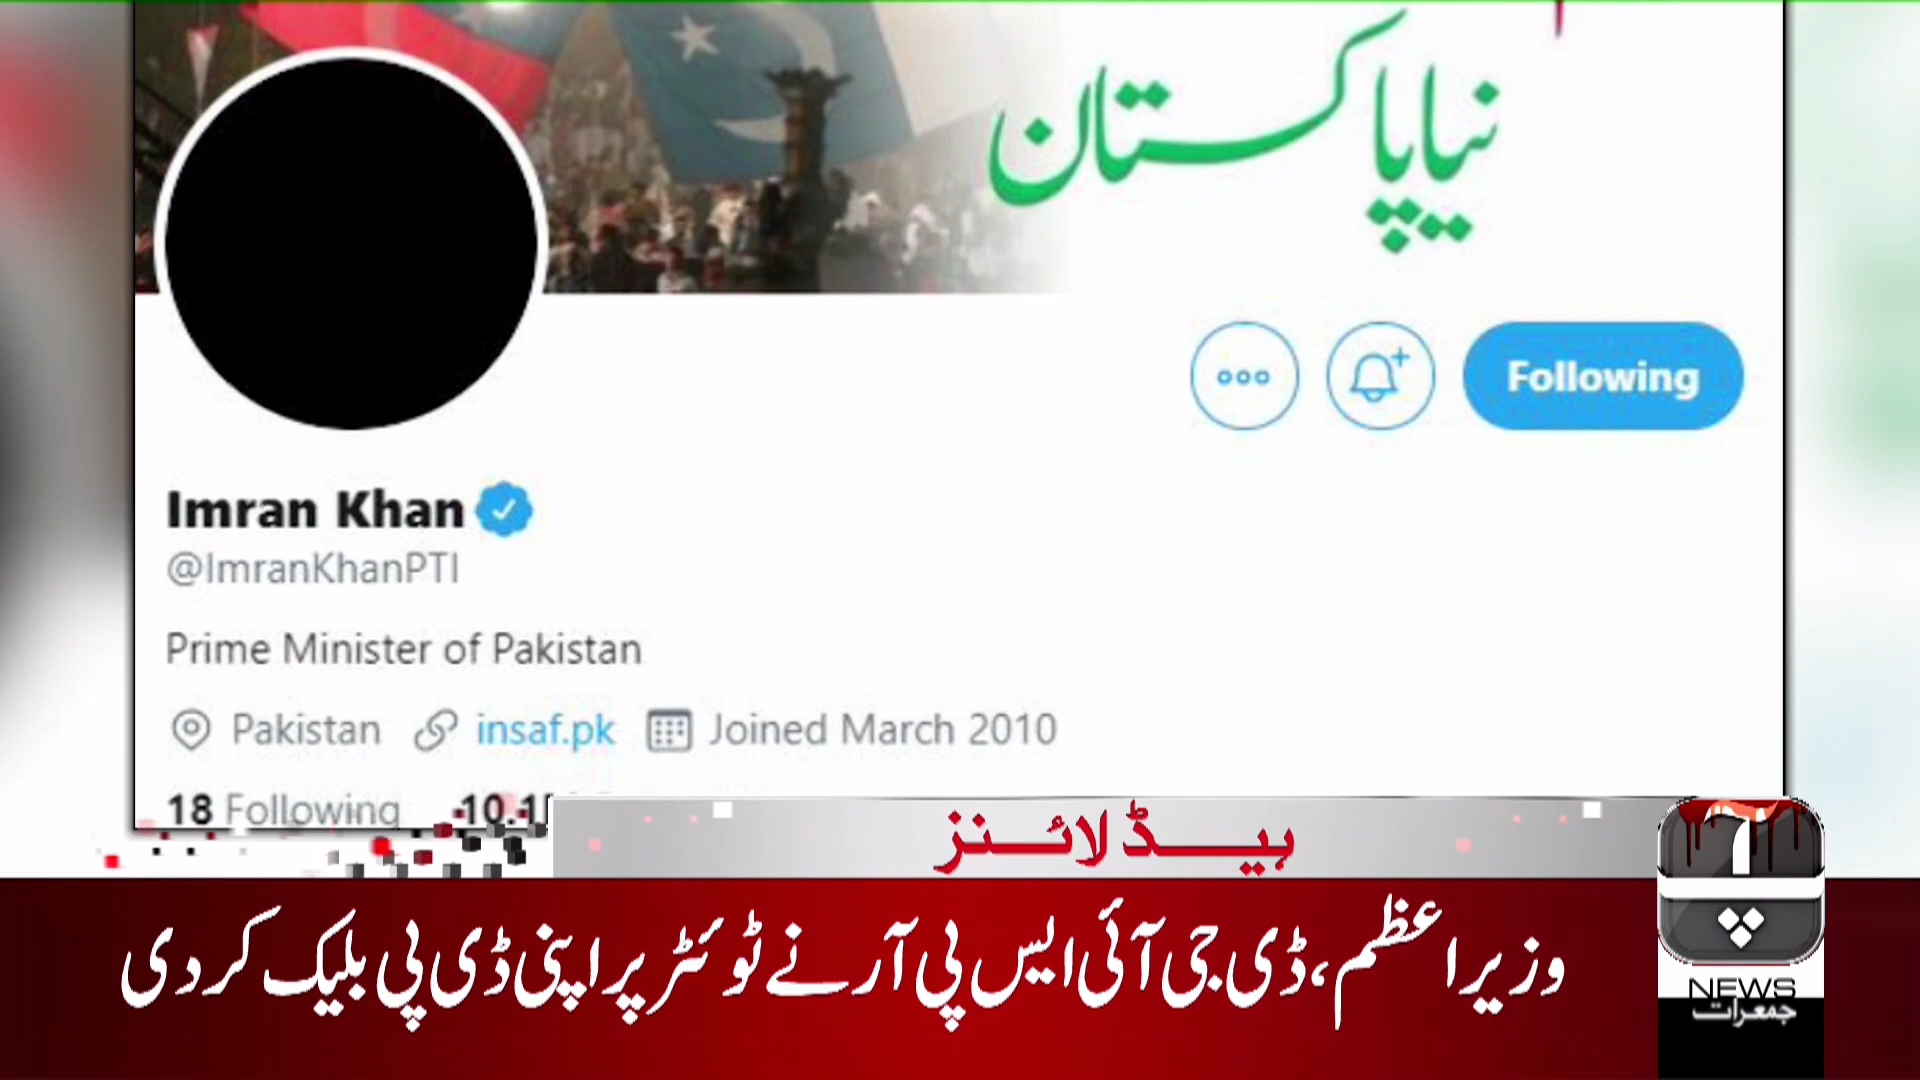 نیا پاکستان
Following
Imran Khan
@ImranKhanPTI
Prime Minister of Pakistan
Pakistan insaf.pk Joined March 2010
18 Following
ہیڈ لائنز
وزیراعظم، ڈی جی آئی ایس پی آر نے ٹوئٹر پر اپنی ڈی پی بلیک کر دی
NEWS
جمعرات